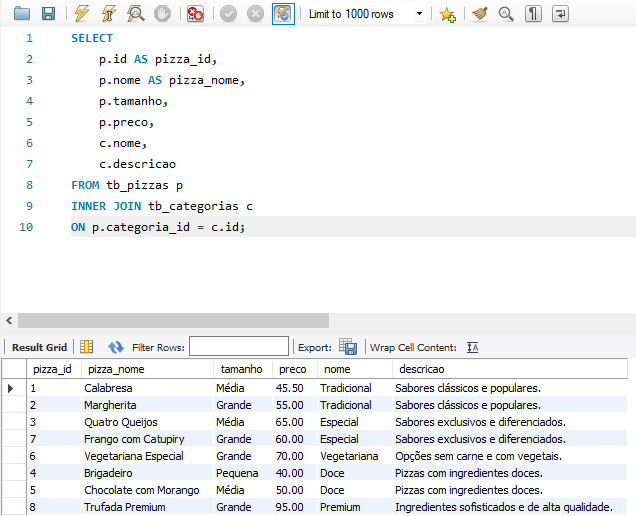 Limit to 1000 rows
1 SELECT
2 p.id AS pizza_id,
3 p.nome AS pizza_nome,
4 p.tamanho,
5 p.preco,
6 c.nome,
7 c.descricao
8 FROM tb_pizzas p
9 INNER JOIN tb_categorias c
10 ON p.categoria_id = c.id;
Result Grid Filter Rows: Export: Wrap Cell Content: IA
pizza_id pizza_nome tamanho preco nome descricao
1 Calabresa Média 45.50 Tradicional Sabores clássicos e populares.
2 Margherita Grande 55.00 Tradicional Sabores clássicos e populares.
3 Quatro Queijos Média 65.00 Especial Sabores exclusivos e diferenciados.
7 Frango com Catupiry Grande 60.00 Especial Sabores exclusivos e diferenciados.
6 Vegetariana Especial Grande 70.00 Vegetariana Opções sem carne e com vegetais.
4 Brigadeiro Pequena 40.00 Doce Pizzas com ingredientes doces.
5 Chocolate com Morango Média 50.00 Doce Pizzas com ingredientes doces.
8 Trufada Premium Grande 95.00 Premium Ingredientes sofisticados e de alta qualidade.